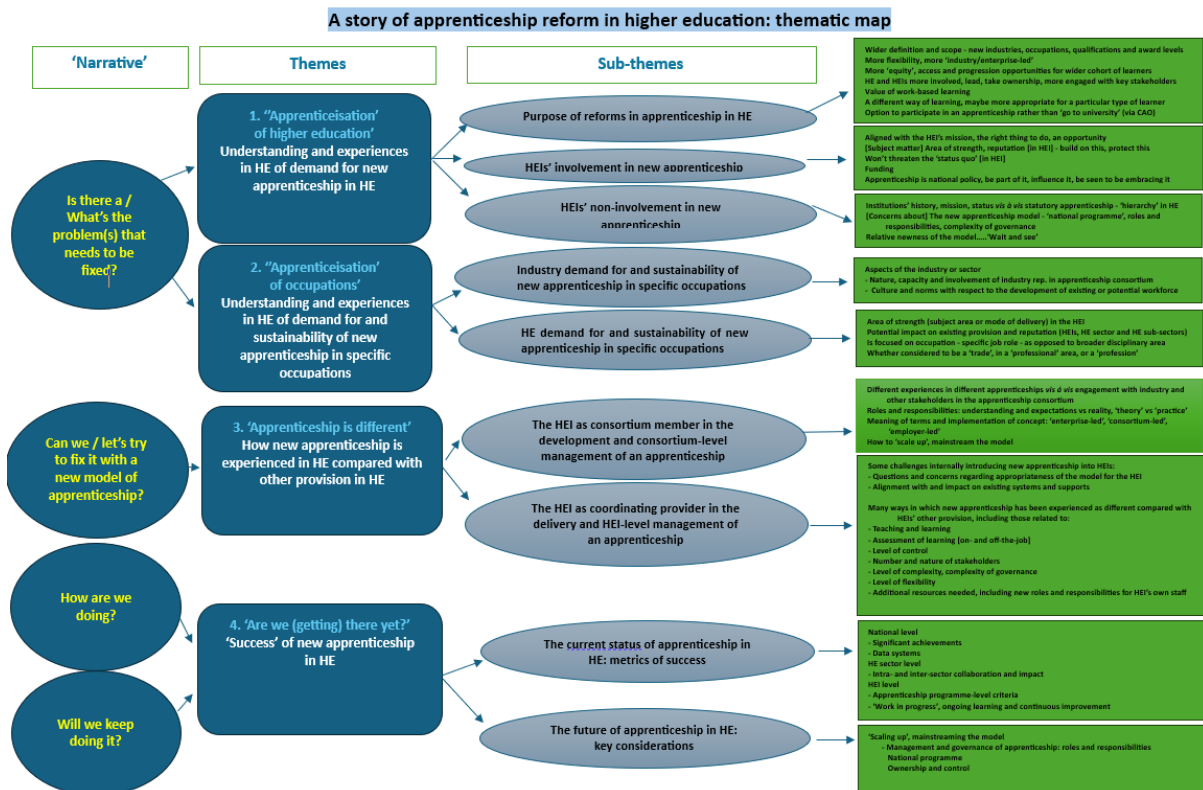 A story of apprenticeship reform in higher education: thematic map
'Narrative'
Themes
Sub-themes
Is there a /
What's the
problem(s) that
needs to be
fixed'?
Can we / let's try
to fix it with a
new model of
apprenticeship?
How are we
doing?
Will we keep
doing it?
1. ''Apprenticeisation'
of higher education'
Understanding and experiences
in HE of demand for new
apprenticeship in HE
2. ''Apprenticeisation'
of occupations'
Understanding and experiences
in HE of demand for and
sustainability of new
apprenticeship in specific
occupations
3. 'Apprenticeship is different'
How new apprenticeship is
experienced in HE compared with
other provision in HE
4. 'Are we (getting) there yet?'
'Success' of new apprenticeship
in HE
Purpose of reforms in apprenticeship in HE
HEIs' involvement in new apprenticeship
HEIs' non-involvement in new
apprenticeship
Industry demand for and sustainability of
new apprenticeship in specific occupations
HE demand for and sustainability of new
apprenticeship in specific occupations
The HEI as consortium member in the
development and consortium-level
management of an apprenticeship
The HEI as coordinating provider in the
delivery and HEI-level management of
an apprenticeship
The current status of apprenticeship in
HE: metrics of success
The future of apprenticeship in HE:
key considerations
Wider definition and scope - new industries, occupations, qualifications and award levels
More flexibility, more 'industry/enterprise-led'
More 'equity', access and progression opportunities for wider cohort of learners
HE and HEIs more involved, lead, take ownership, more engaged with key stakeholders
Value of work-based learning
A different way of learning, maybe more appropriate for a particular type of learner
Option to participate in an apprenticeship rather than 'go to university' (via CAO)
Aligned with the HEI's mission, the right thing to do, an opportunity
[Subject matter] Area of strength, reputation [in HEI] - build on this, protect this
Won't threaten the 'status quo' [in HEI]
Funding
Apprenticeship is national policy, be part of it, influence it, be seen to be embracing it
Institutions' history, mission, status vis á vis statutory apprenticeship - 'hierarchy' in HE
[Concerns about] The new apprenticeship model - 'national programme', roles and
responsibilities, complexity of governance
Relative newness of the model.....'Wait and see'
Aspects of the industry or sector
- Nature, capacity and involvement of industry rep. in apprenticeship consortium
- Culture and norms with respect to the development of existing or potential workforce
Area of strength (subject area or mode of delivery) in the HEI
Potential impact on existing provision and reputation (HEIs, HE sector and HE sub-sectors)
Is focused on occupation - specific job role - as opposed to broader disciplinary area
Whether considered to be a 'trade', in a 'professional' area, or a 'profession'
Different experiences in different apprenticeships vis á vis engagement with industry and
other stakeholders in the apprenticeship consortium
Roles and responsibilities: understanding and expectations vs reality, 'theory' vs 'practice'
Meaning of terms and implementation of concept: 'enterprise-led', 'consortium-led',
'employer-led'
How to 'scale up', mainstream the model
Some challenges internally introducing new apprenticeship into HEIs:
- Questions and concerns regarding appropriateness of the model for the HEI
- Alignment with and impact on existing systems and supports
Many ways in which new apprenticeship has been experienced as different compared with
HEIs' other provision, including those related to:
- Teaching and learning
- Assessment of learning [on- and off-the-job]
- Level of control
- Number and nature of stakeholders
- Level of complexity, complexity of governance
- Level of flexibility
- Additional resources needed, including new roles and responsibilities for HEI's own staff
National level
- Significant achievements
- Data systems
HE sector level
- Intra- and inter-sector collaboration and impact
HEI level
- Apprenticeship programme-level criteria
- 'Work in progress', ongoing learning and continuous improvement
'Scaling up', mainstreaming the model
- Management and governance of apprenticeship: roles and responsibilities
National programme
Ownership and control